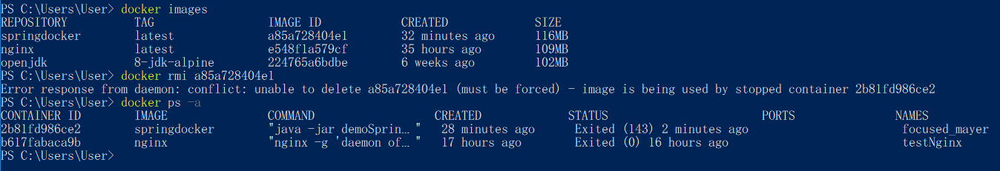 PS C:\Users\User> docker images
REPOSITORY TAG IMAGE ID CREATED SIZE
springdocker latest a85a728404e1 32 minutes ago 116MB
nginx latest e548f1a579cf 35 hours ago 109MB
openjdk 8-jdk-alpine 224765a6bdbe 6 weeks ago 102MB
PS C:\Users\User> docker rmi a85a728404e1
Error response from daemon: conflict: unable to delete a85a728404e1 (must be forced) - image is being used by stopped container 2b81fd986ce2
PS C:\Users\User> docker ps -a
CONTAINER ID IMAGE COMMAND CREATED STATUS PORTS NAMES
2b81fd986ce2 springdocker "java -jar demoSprin…" 28 minutes ago Exited (143) 2 minutes ago focused_mayer
b617fabaca9b nginx "nginx -g 'daemon of…" 17 hours ago Exited (0) 16 hours ago testNginx
PS C:\Users\User>